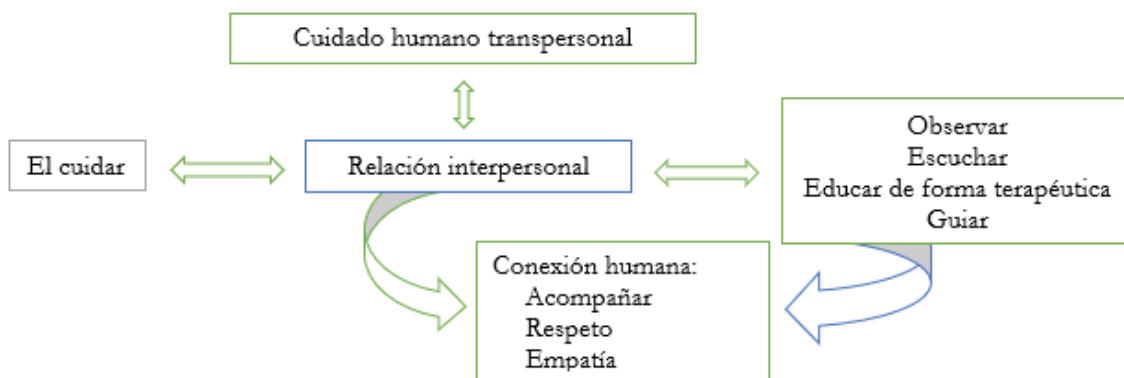 Cuidado humano transpersonal
El cuidar
Relación interpersonal
Observar
Escuchar
Educar de forma terapéutica
Guiar
Conexión humana:
Acompañar
Respeto
Empatía